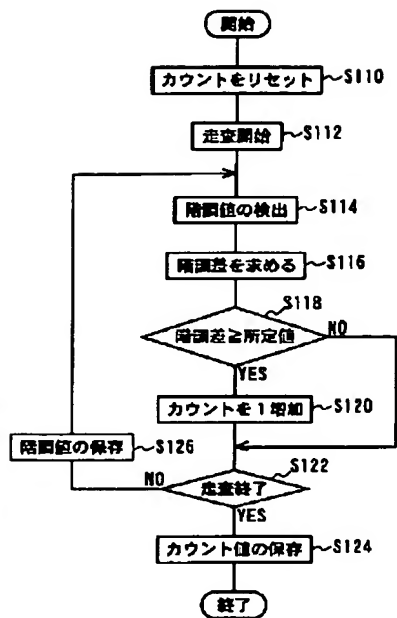 開始
カウントをリセット S110
走査開始 S112
階調値の検出 S114
階調差を求める S116
S118
階調差≧所定値 NO
YES
カウントを1増加 S120
階調値の保存 S126
S122
走査終了 NO
YES
カウント値の保存 S124
終了